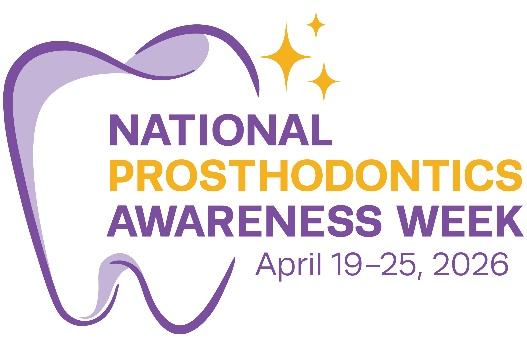 NATIONAL
PROSTHODONTICS
AWARENESS WEEK
April 19–25, 2026